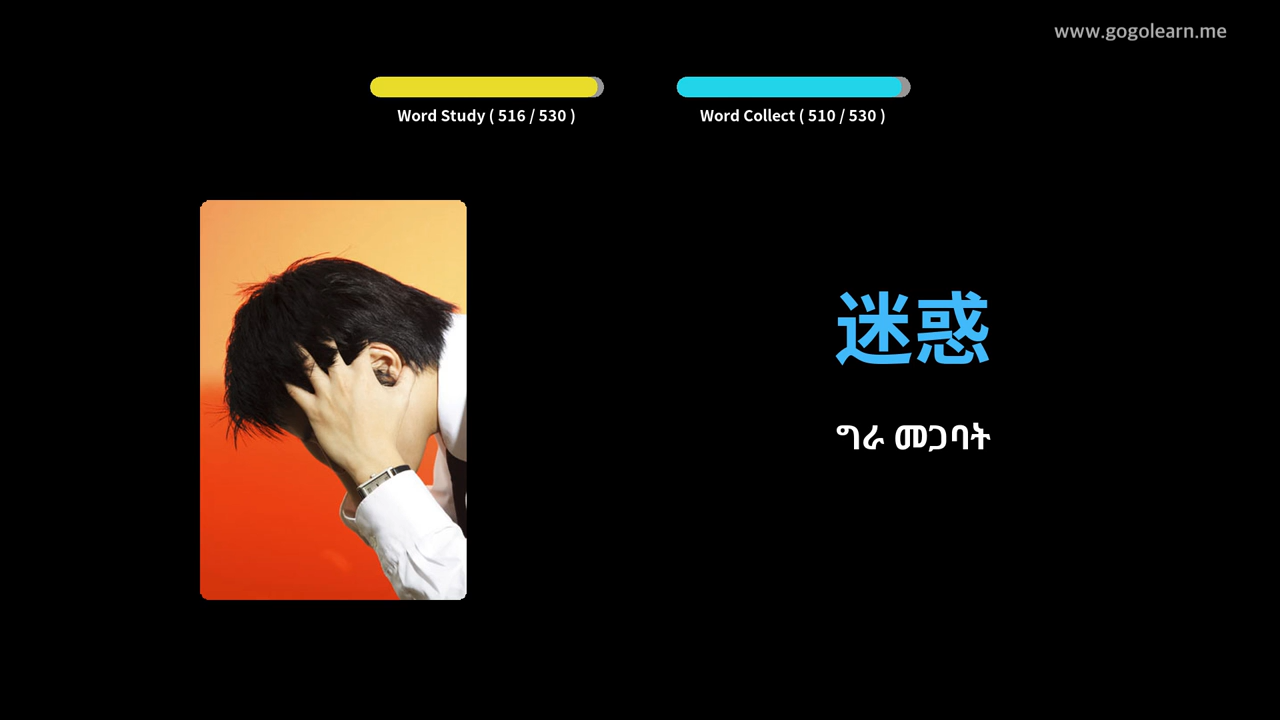 www.gogolearn.me
Word Study ( 516 / 530 )
Word Collect ( 510 / 530 )
迷惑
ግራ መጋባት